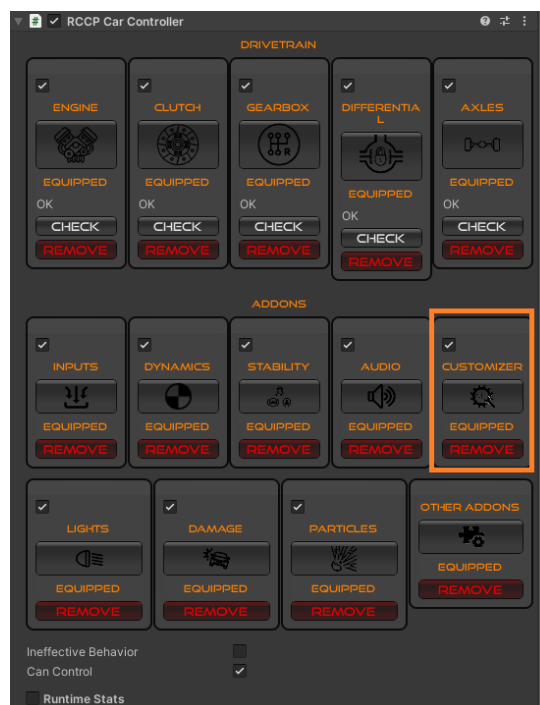 RCCP Car Controller
DRIVETRAIN
ENGINE CLUTCH GEARBOX DIFFERENTIA
L AXLES
EQUIPPED EQUIPPED EQUIPPED EQUIPPED EQUIPPED
OK OK OK OK OK
CHECK CHECK CHECK CHECK CHECK
REMOVE REMOVE REMOVE REMOVE REMOVE
ADDONS
INPUTS DYNAMICS STABILITY AUDIO CUSTOMIZER
EQUIPPED EQUIPPED EQUIPPED EQUIPPED EQUIPPED
REMOVE REMOVE REMOVE REMOVE REMOVE
LIGHTS DAMAGE PARTICLES OTHER ADDONS
EQUIPPED EQUIPPED EQUIPPED EQUIPPED
REMOVE REMOVE REMOVE REMOVE
Ineffective Behavior
Can Control
Runtime Stats